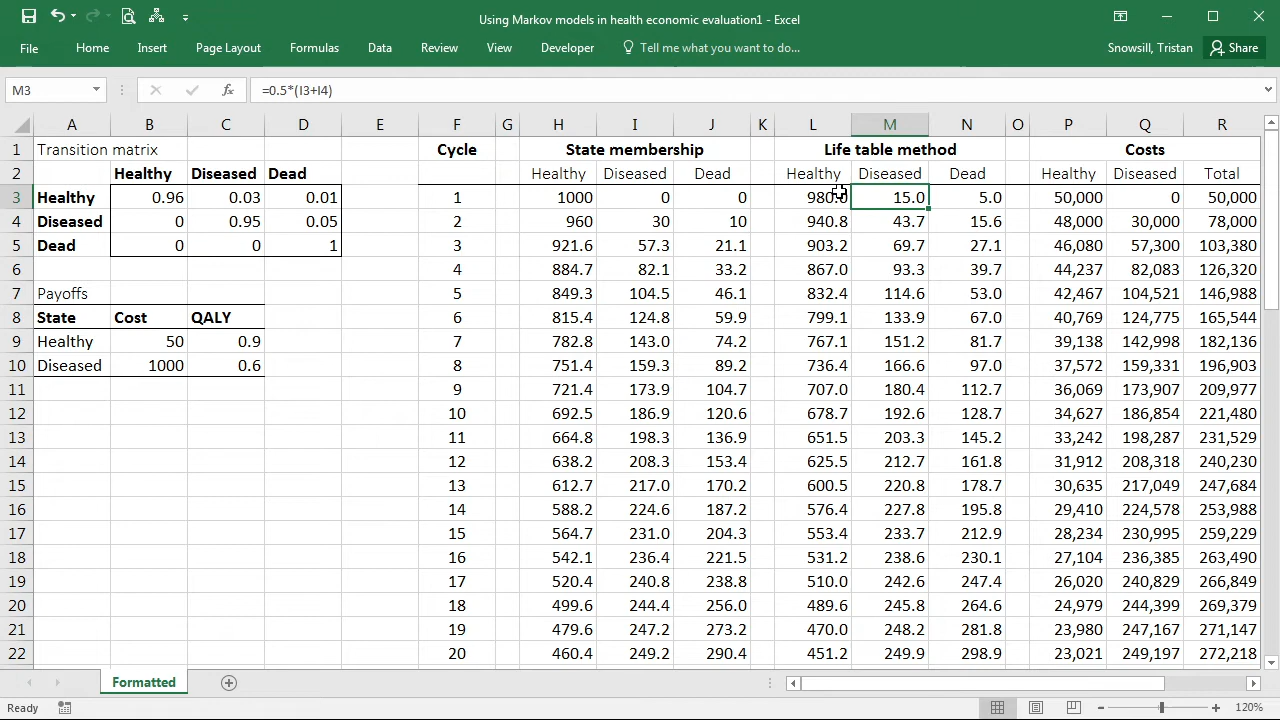 Using Markov models in health economic evaluation1 - Excel
File Home Insert Page Layout Formulas Data Review View Developer Tell me what you want to do... Snowsill, Tristan Share
M3 fx =0.5*(I3+I4)
A B C D E F G H I J K L M N O P Q R
1 Transition matrix Cycle State membership Life table method Costs
2 Healthy Diseased Dead Healthy Diseased Dead Healthy Diseased Dead Healthy Diseased Total
3 Healthy 0.96 0.03 0.01 1 1000 0 0 980.0 15.0 5.0 50,000 0 50,000
4 Diseased 0 0.95 0.05 2 960 30 10 940.8 43.7 15.6 48,000 30,000 78,000
5 Dead 0 0 1 3 921.6 57.3 21.1 903.2 69.7 27.1 46,080 57,300 103,380
6 4 884.7 82.1 33.2 867.0 93.3 39.7 44,237 82,083 126,320
7 Payoffs 5 849.3 104.5 46.1 832.4 114.6 53.0 42,467 104,521 146,988
8 State Cost QALY 6 815.4 124.8 59.9 799.1 133.9 67.0 40,769 124,775 165,544
9 Healthy 50 0.9 7 782.8 143.0 74.2 767.1 151.2 81.7 39,138 142,998 182,136
10 Diseased 1000 0.6 8 751.4 159.3 89.2 736.4 166.6 97.0 37,572 159,331 196,903
11 9 721.4 173.9 104.7 707.0 180.4 112.7 36,069 173,907 209,977
12 10 692.5 186.9 120.6 678.7 192.6 128.7 34,627 186,854 221,480
13 11 664.8 198.3 136.9 651.5 203.3 145.2 33,242 198,287 231,529
14 12 638.2 208.3 153.4 625.5 212.7 161.8 31,912 208,318 240,230
15 13 612.7 217.0 170.2 600.5 220.8 178.7 30,635 217,049 247,684
16 14 588.2 224.6 187.2 576.4 227.8 195.8 29,410 224,578 253,988
17 15 564.7 231.0 204.3 553.4 233.7 212.9 28,234 230,995 259,229
18 16 542.1 236.4 221.5 531.2 238.6 230.1 27,104 236,385 263,490
19 17 520.4 240.8 238.8 510.0 242.6 247.4 26,020 240,829 266,849
20 18 499.6 244.4 256.0 489.6 245.8 264.6 24,979 244,399 269,379
21 19 479.6 247.2 273.2 470.0 248.2 281.8 23,980 247,167 271,147
22 20 460.4 249.2 290.4 451.2 249.9 298.9 23,021 249,197 272,218
Formatted
Ready 120%